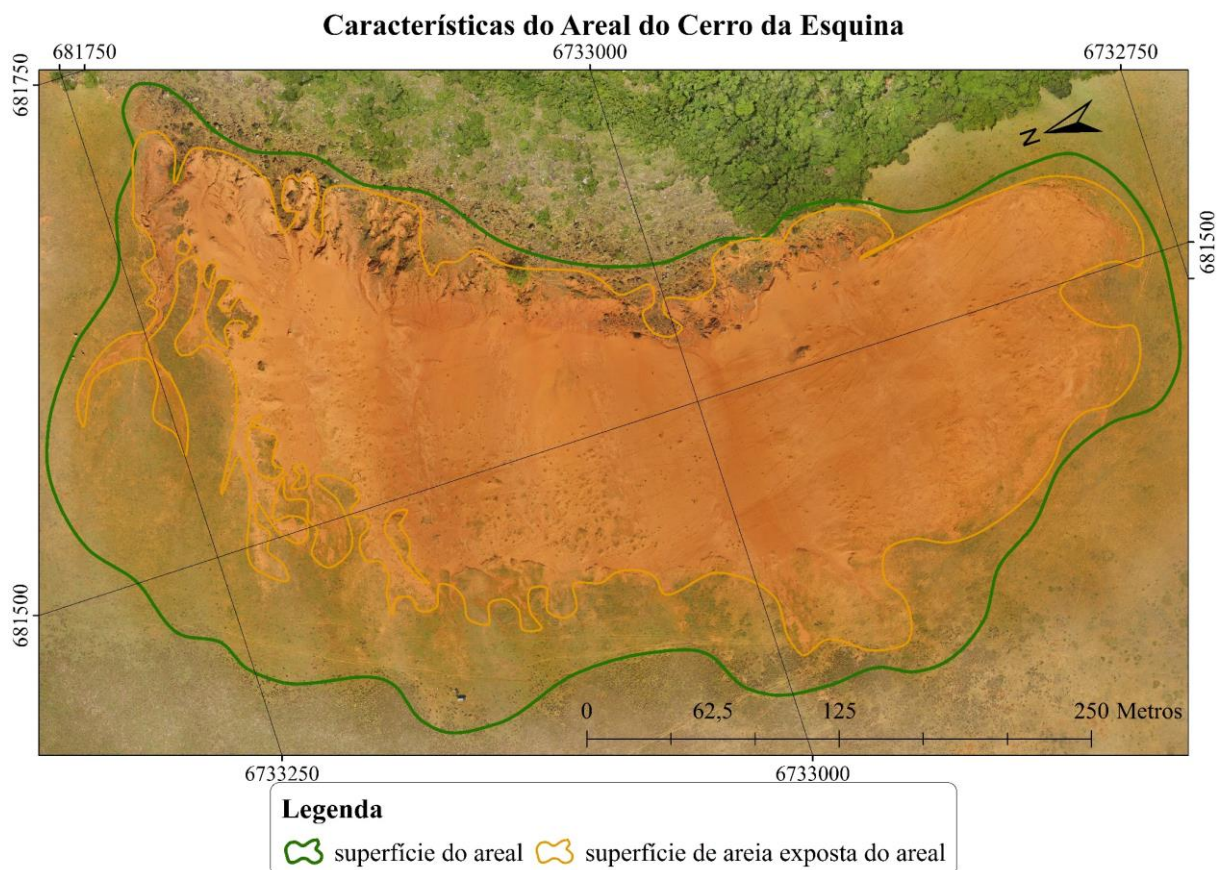 Características do Areal do Cerro da Esquina
681750 6733000 6732750
681750
N
681500
681500
0 62,5 125 250 Metros
6733250 6733000
Legenda
superfície do areal superfície de areia exposta do areal